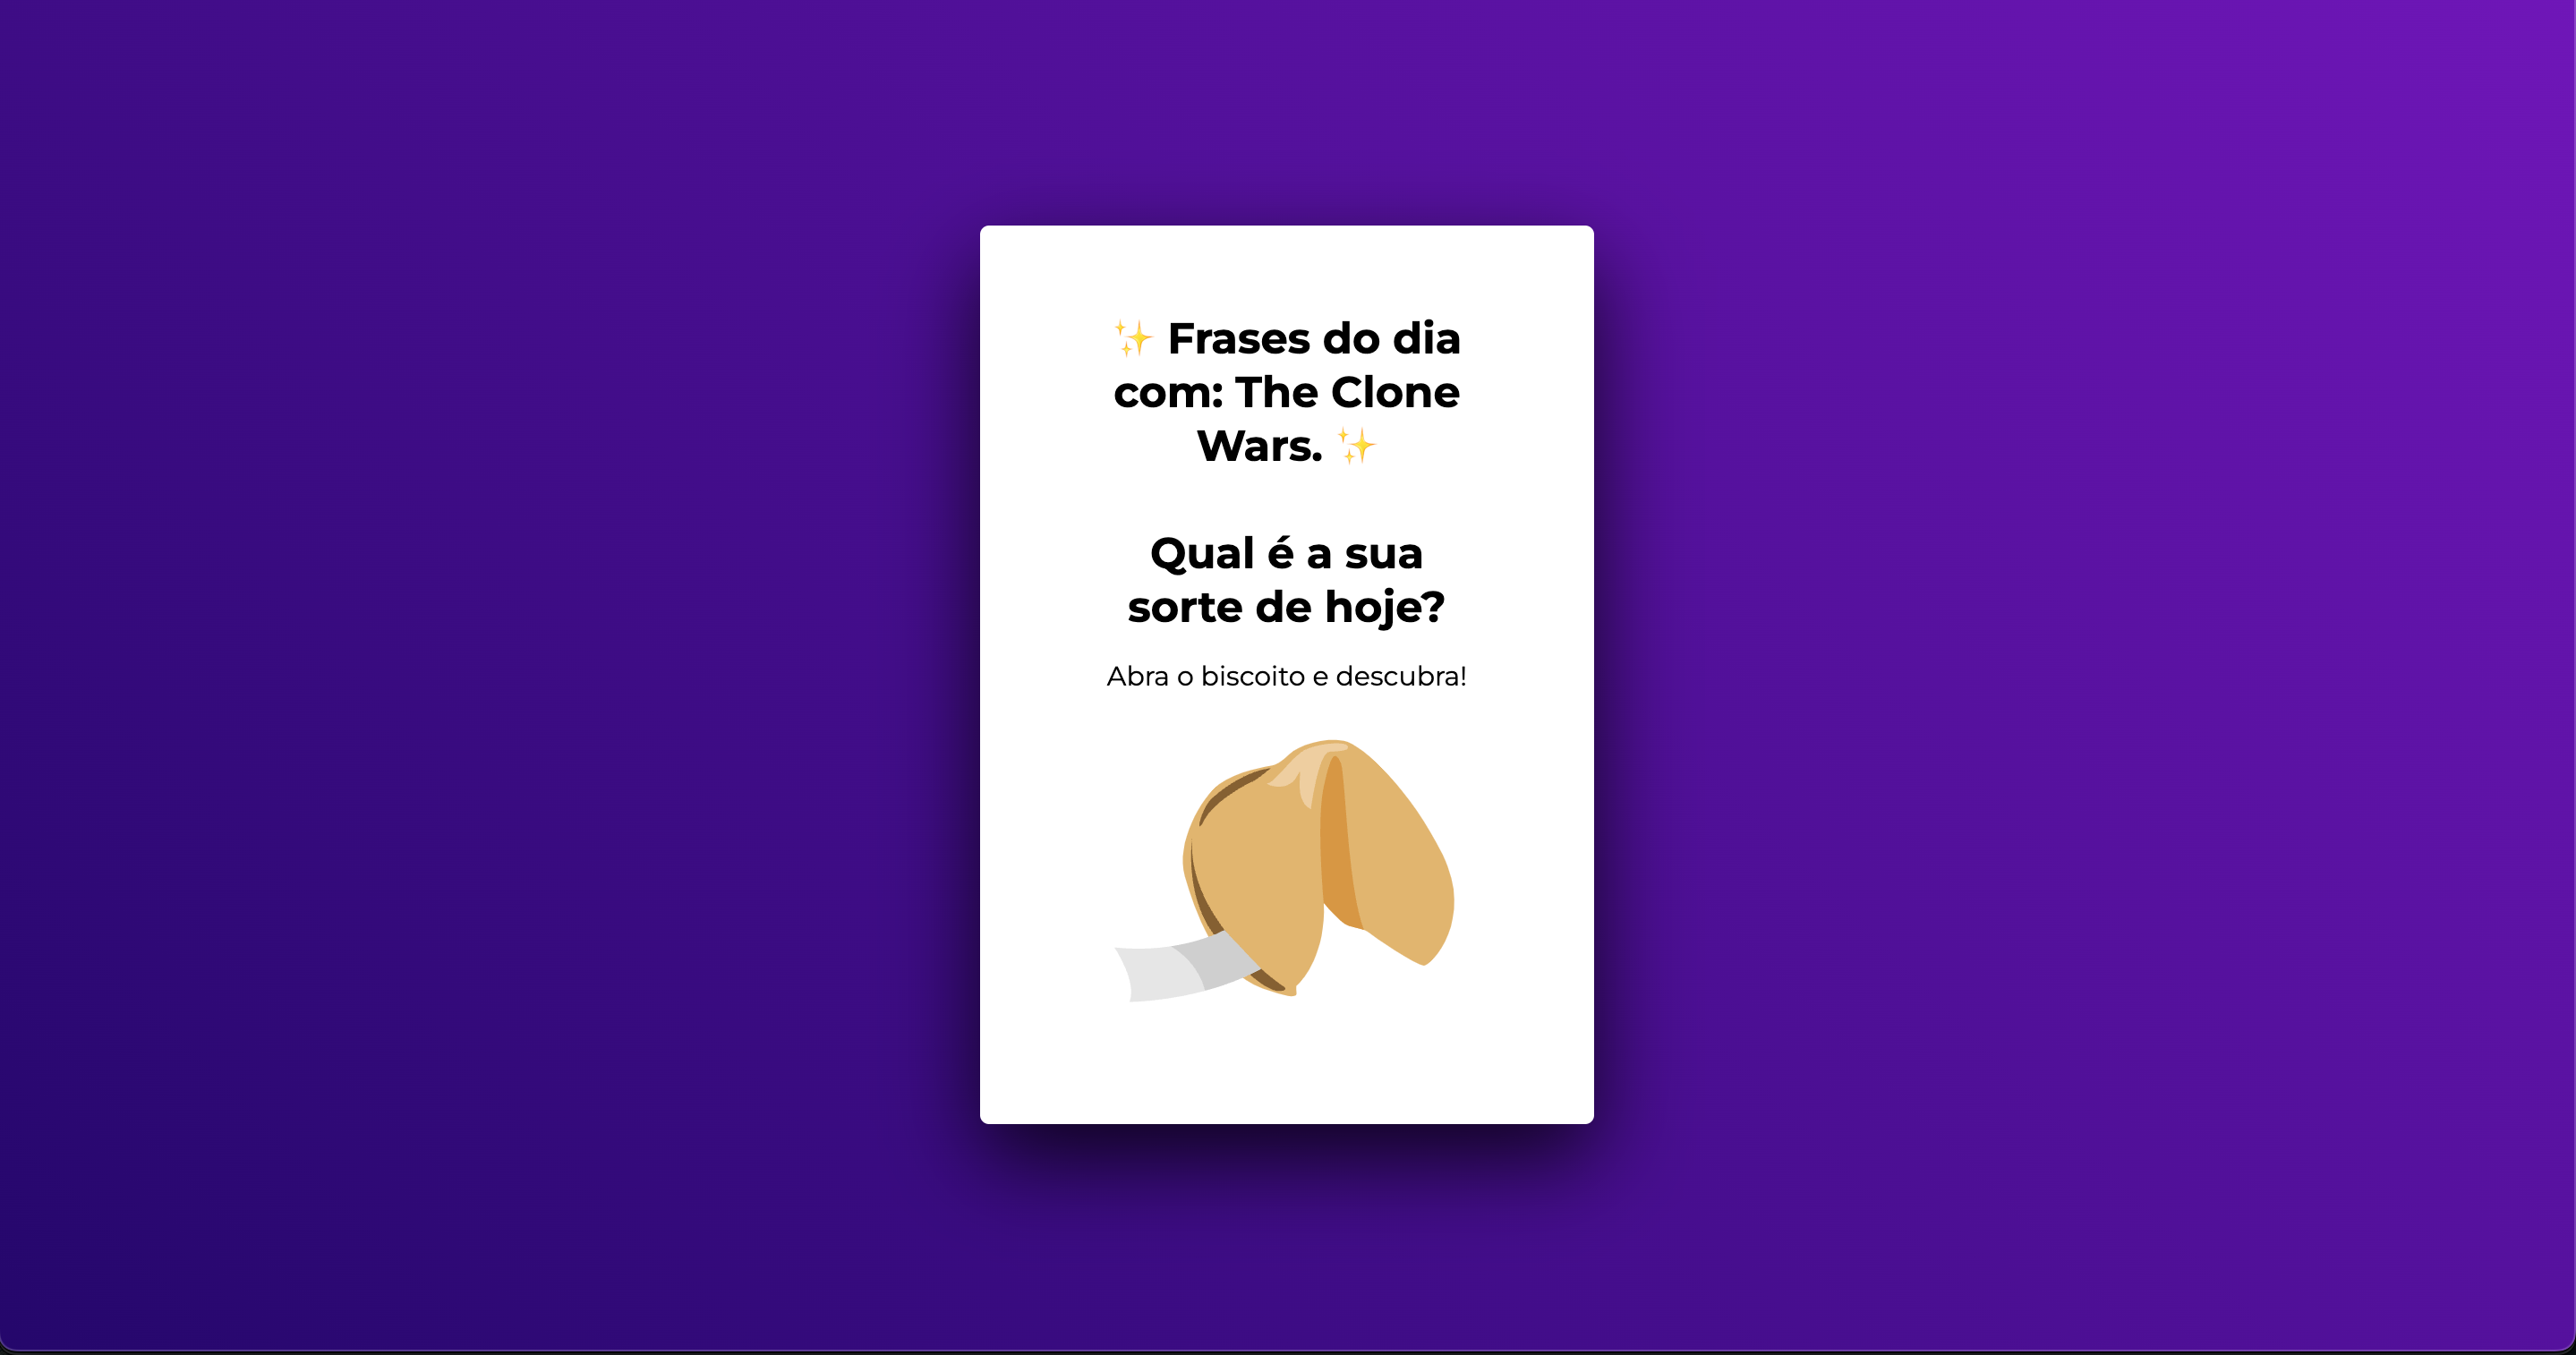 ✨ Frases do dia
com: The Clone
Wars. ✨
Qual é a sua
sorte de hoje?
Abra o biscoito e descubra!